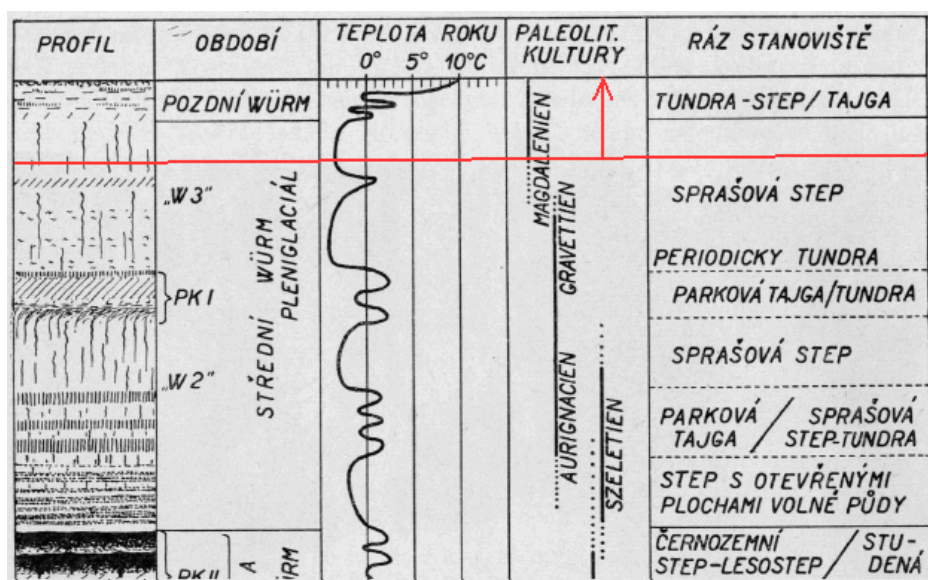 PROFIL
OBDOBÍ
TEPLOTA ROKU
0° 5° 10°C
PALEOLIT.
KULTURY
RÁZ STANOVIŠTĚ
POZDNÍ WÜRM
TUNDRA-STEP/TAJGA
„W3"
STŘEDNÍ WÜRM
PLENIGLACIÁL
MAGDALENIEN
GRAVETTIEN
SPRAŠOVÁ STEP
PERIODICKY TUNDRA
PK I
PARKOVÁ TAJGA/TUNDRA
„W2"
SPRAŠOVÁ STEP
AURIGNACIEN
SZELETIEN
PARKOVÁ / SPRAŠOVÁ
TAJGA / STEP-TUNDRA
STEP S OTEVŘENÝMI
PLOCHAMI VOLNÉ PŮDY
PK II
A
ČERNOZEMNÍ / STU-
STEP-LESOSTEP / DENÁ